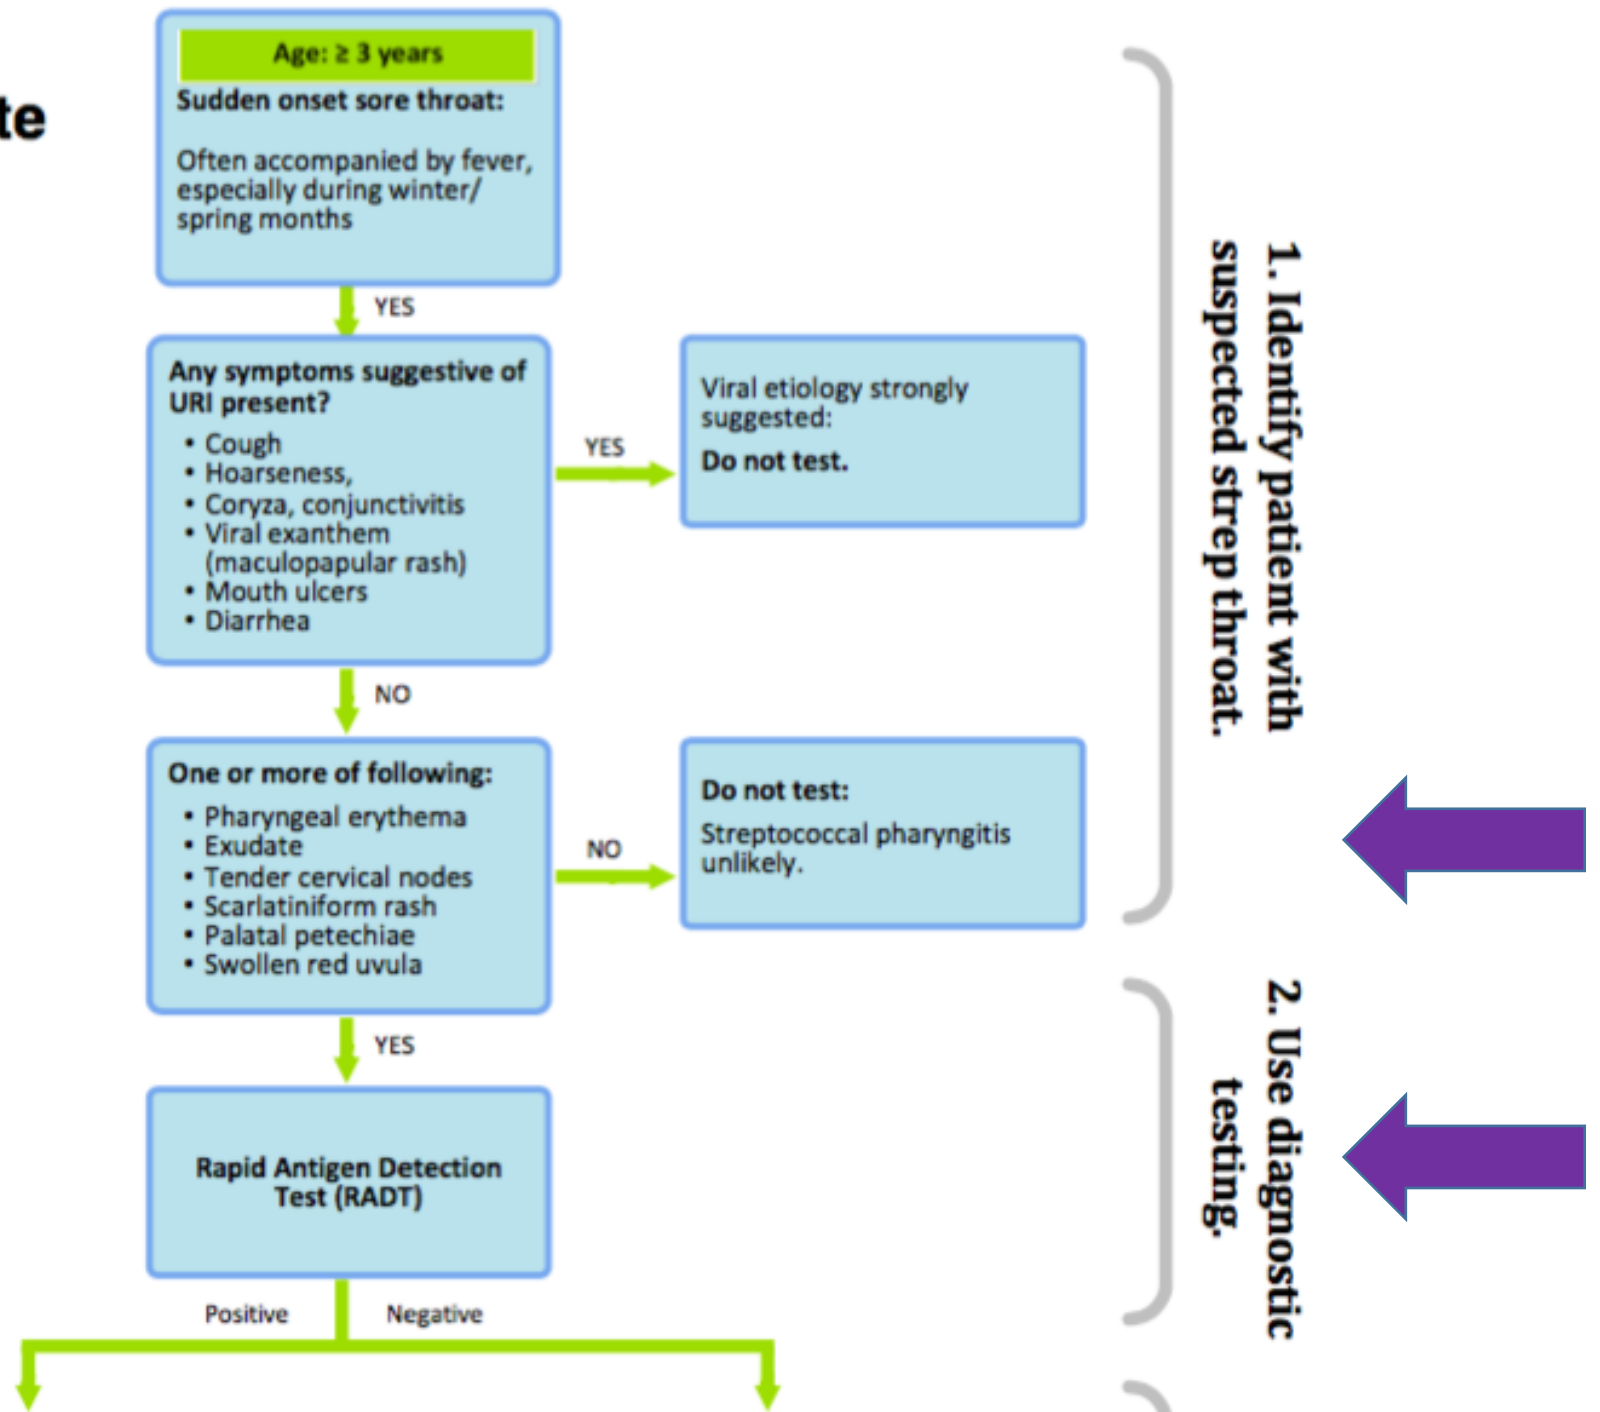 te
Age: ≥ 3 years
Sudden onset sore throat:
Often accompanied by fever,
especially during winter/
spring months
YES
Any symptoms suggestive of
URI present?
• Cough
• Hoarseness,
• Coryza, conjunctivitis
• Viral exanthem
(maculopapular rash)
• Mouth ulcers
• Diarrhea
YES
Viral etiology strongly
suggested:
Do not test.
NO
One or more of following:
• Pharyngeal erythema
• Exudate
• Tender cervical nodes
• Scarlatiniform rash
• Palatal petechiae
• Swollen red uvula
NO
Do not test:
Streptococcal pharyngitis
unlikely.
YES
Rapid Antigen Detection
Test (RADT)
Positive
Negative
1. Identify patient with
suspected strep throat.
2. Use diagnostic
testing.